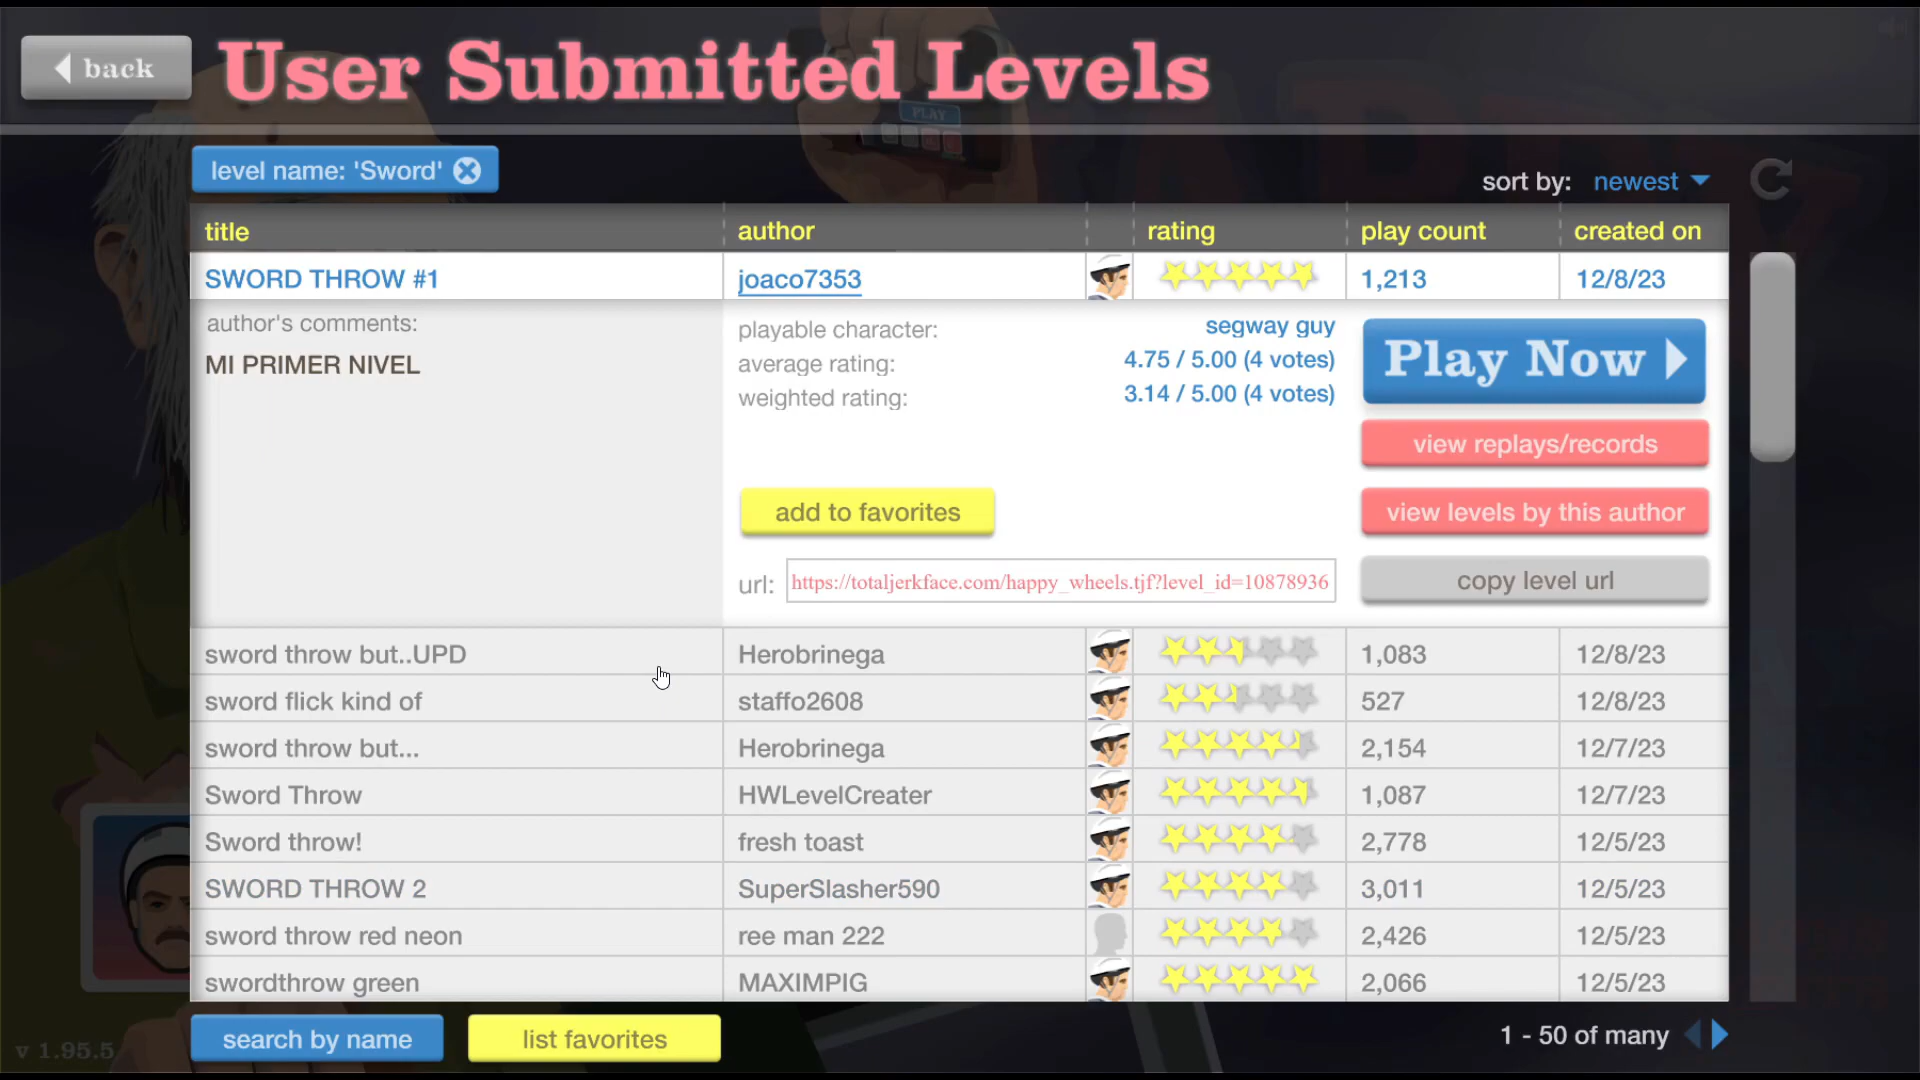 back
User Submitted Levels
PLAY
level name: 'Sword'
sort by: newest
title author rating play count created on
SWORD THROW #1 joaco7353 1,213 12/8/23
author's comments:
MI PRIMER NIVEL
playable character: segway guy
average rating: 4.75 / 5.00 (4 votes)
weighted rating: 3.14 / 5.00 (4 votes)
Play Now
view replays/records
add to favorites
view levels by this author
url: https://totaljerkface.com/happy_wheels.tjf?level_id=10878936
copy level url
sword throw but..UPD Herobrinega 1,083 12/8/23
sword flick kind of staffo2608 527 12/8/23
sword throw but... Herobrinega 2,154 12/7/23
Sword Throw HWLevelCreater 1,087 12/7/23
Sword throw! fresh toast 2,778 12/5/23
SWORD THROW 2 SuperSlasher590 3,011 12/5/23
sword throw red neon ree man 222 2,426 12/5/23
swordthrow green MAXIMPIG 2,066 12/5/23
search by name
list favorites
1 - 50 of many
v 1.95.5